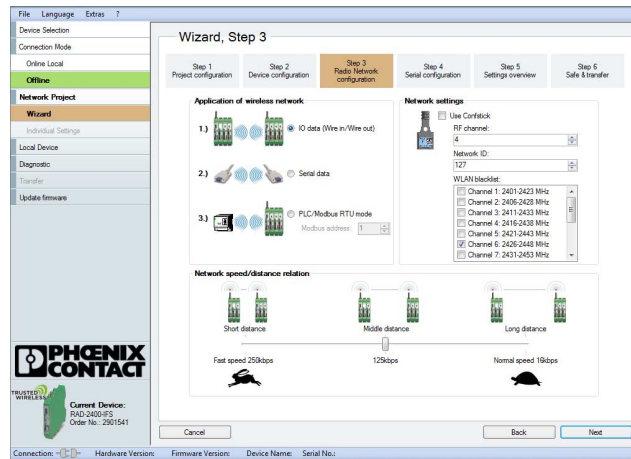 File Language Extras ?
Device Selection
Connection Mode
Online Local
Offline
Network Project
Wizard
Individual Settings
Local Device
Diagnostic
Transfer
Update firmware
PHŒNIX
CONTACT
TRUSTED
WIRELESS
Current Device:
RAD-2400-IFS
Order No.: 2901541
Wizard, Step 3
Step 1
Project configuration
Step 2
Device configuration
Step 3
Radio Network
configuration
Step 4
Serial configuration
Step 5
Settings overview
Step 6
Safe & transfer
Application of wireless network
1.)
IO data (Wire in/Wire out)
2.)
Serial data
3.)
PLC/Modbus RTU mode
Modbus address: 1
Network settings
Use Confstick
RF channel:
4
Network ID:
127
WLAN blacklist:
Channel 1: 2401-2423 MHz
Channel 2: 2406-2428 MHz
Channel 3: 2411-2433 MHz
Channel 4: 2416-2438 MHz
Channel 5: 2421-2443 MHz
Channel 6: 2426-2448 MHz
Channel 7: 2431-2453 MHz
Network speed/distance relation
Short distance
Middle distance
Long distance
Fast speed 250kbps
125kbps
Normal speed 16kbps
Cancel
Back
Next
Connection: Hardware Version: Firmware Version: Device Name: Serial No.: